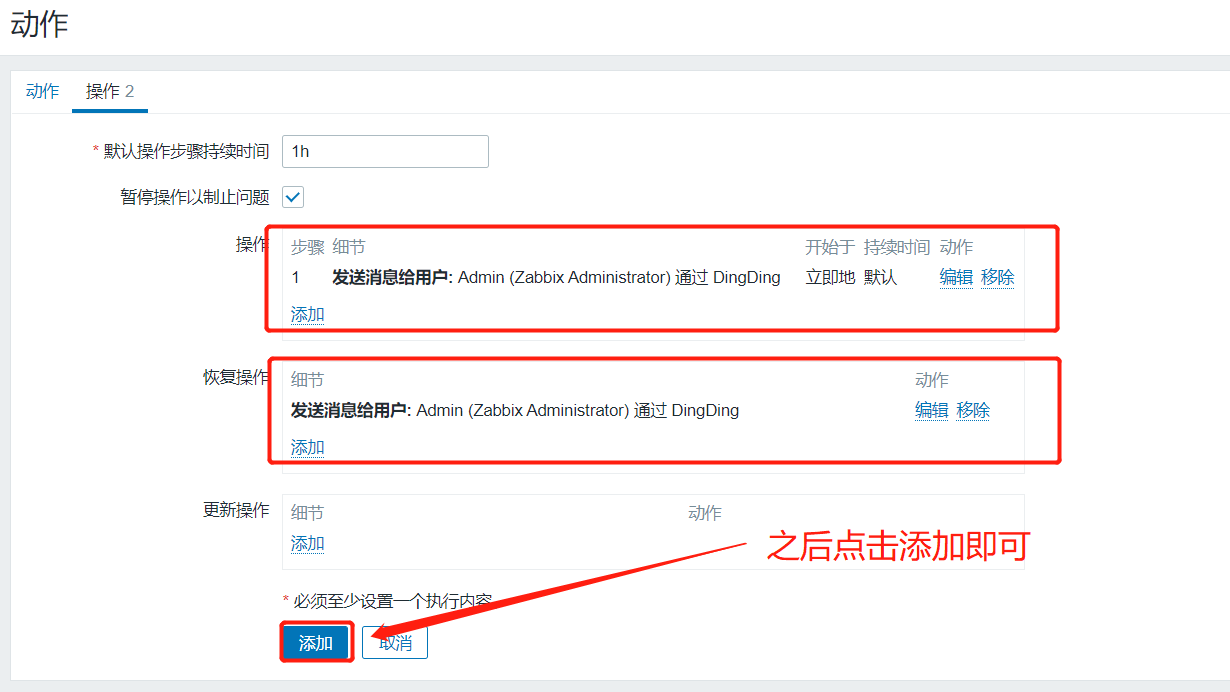 动作
动作 操作 2
* 默认操作步骤持续时间 1h
暂停操作以制止问题
操作 步骤 细节 开始于 持续时间 动作
1 发送消息给用户: Admin (Zabbix Administrator) 通过 DingDing 立即地 默认 编辑 移除
添加
恢复操作 细节 动作
发送消息给用户: Admin (Zabbix Administrator) 通过 DingDing 编辑 移除
添加
更新操作 细节 动作
添加
之后点击添加即可
* 必须至少设置一个执行内容
添加 取消